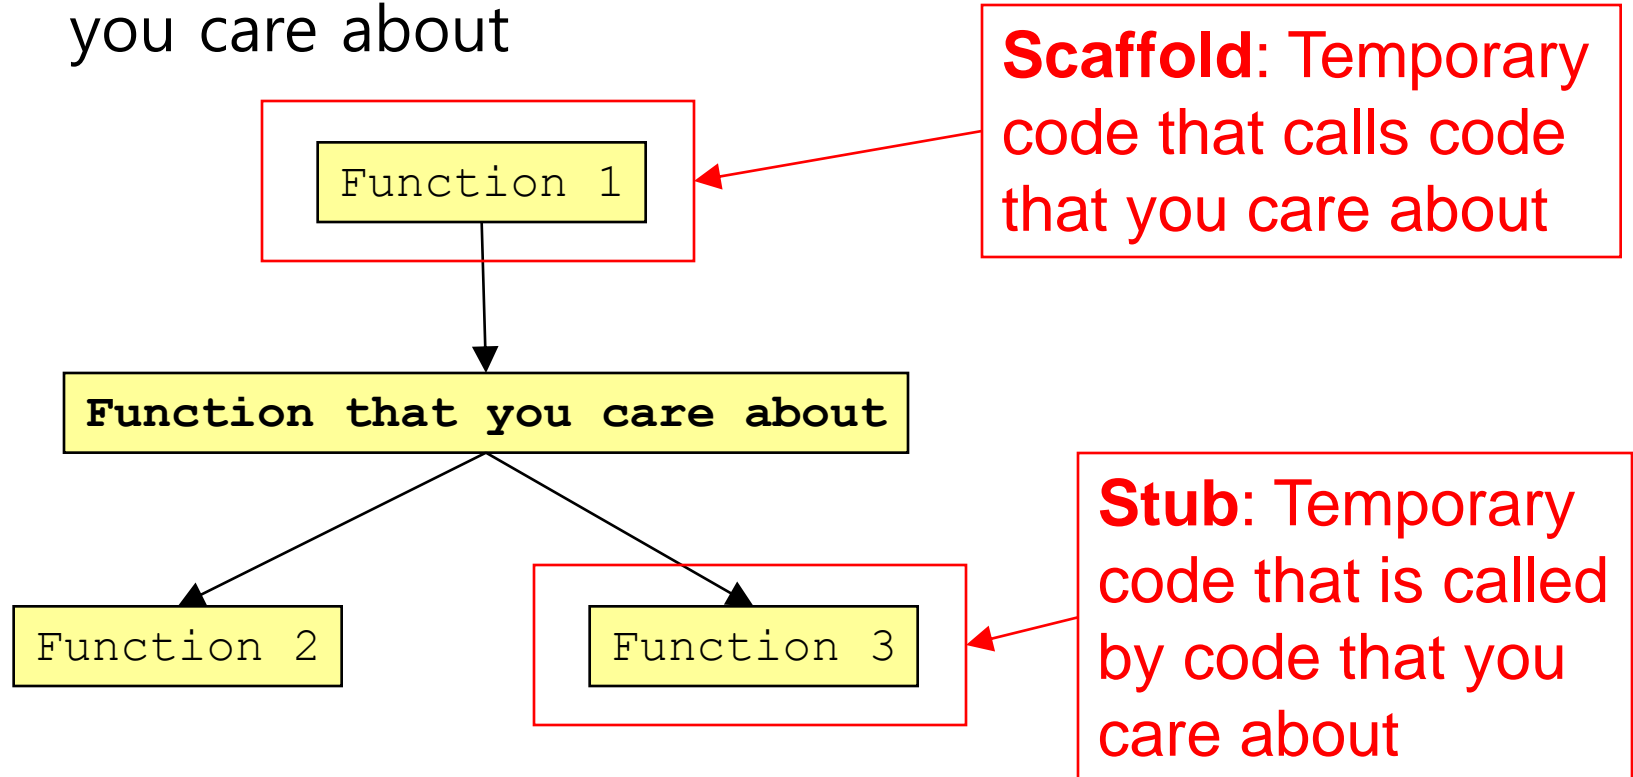 you care about
Scaffold: Temporary
code that calls code
that you care about
Function 1
Function that you care about
Stub: Temporary
code that is called
by code that you
care about
Function 2
Function 3